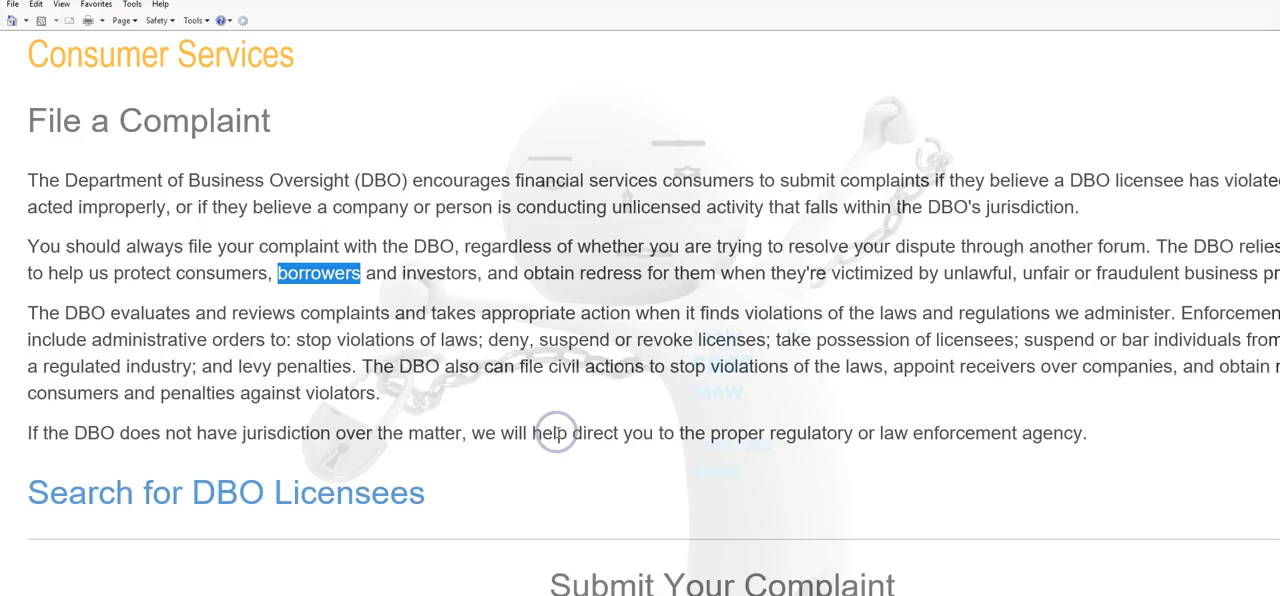 File Edit View Favorites Tools Help
Page Safety Tools
Consumer Services
File a Complaint
The Department of Business Oversight (DBO) encourages financial services consumers to submit complaints if they believe a DBO licensee has violate
acted improperly, or if they believe a company or person is conducting unlicensed activity that falls within the DBO's jurisdiction.
You should always file your complaint with the DBO, regardless of whether you are trying to resolve your dispute through another forum. The DBO relies
to help us protect consumers, borrowers and investors, and obtain redress for them when they're victimized by unlawful, unfair or fraudulent business pr
The DBO evaluates and reviews complaints and takes appropriate action when it finds violations of the laws and regulations we administer. Enforcemen
include administrative orders to: stop violations of laws; deny, suspend or revoke licenses; take possession of licensees; suspend or bar individuals from
a regulated industry; and levy penalties. The DBO also can file civil actions to stop violations of the laws, appoint receivers over companies, and obtain
consumers and penalties against violators.
If the DBO does not have jurisdiction over the matter, we will help direct you to the proper regulatory or law enforcement agency.
Search for DBO Licensees
Submit Your Complaint